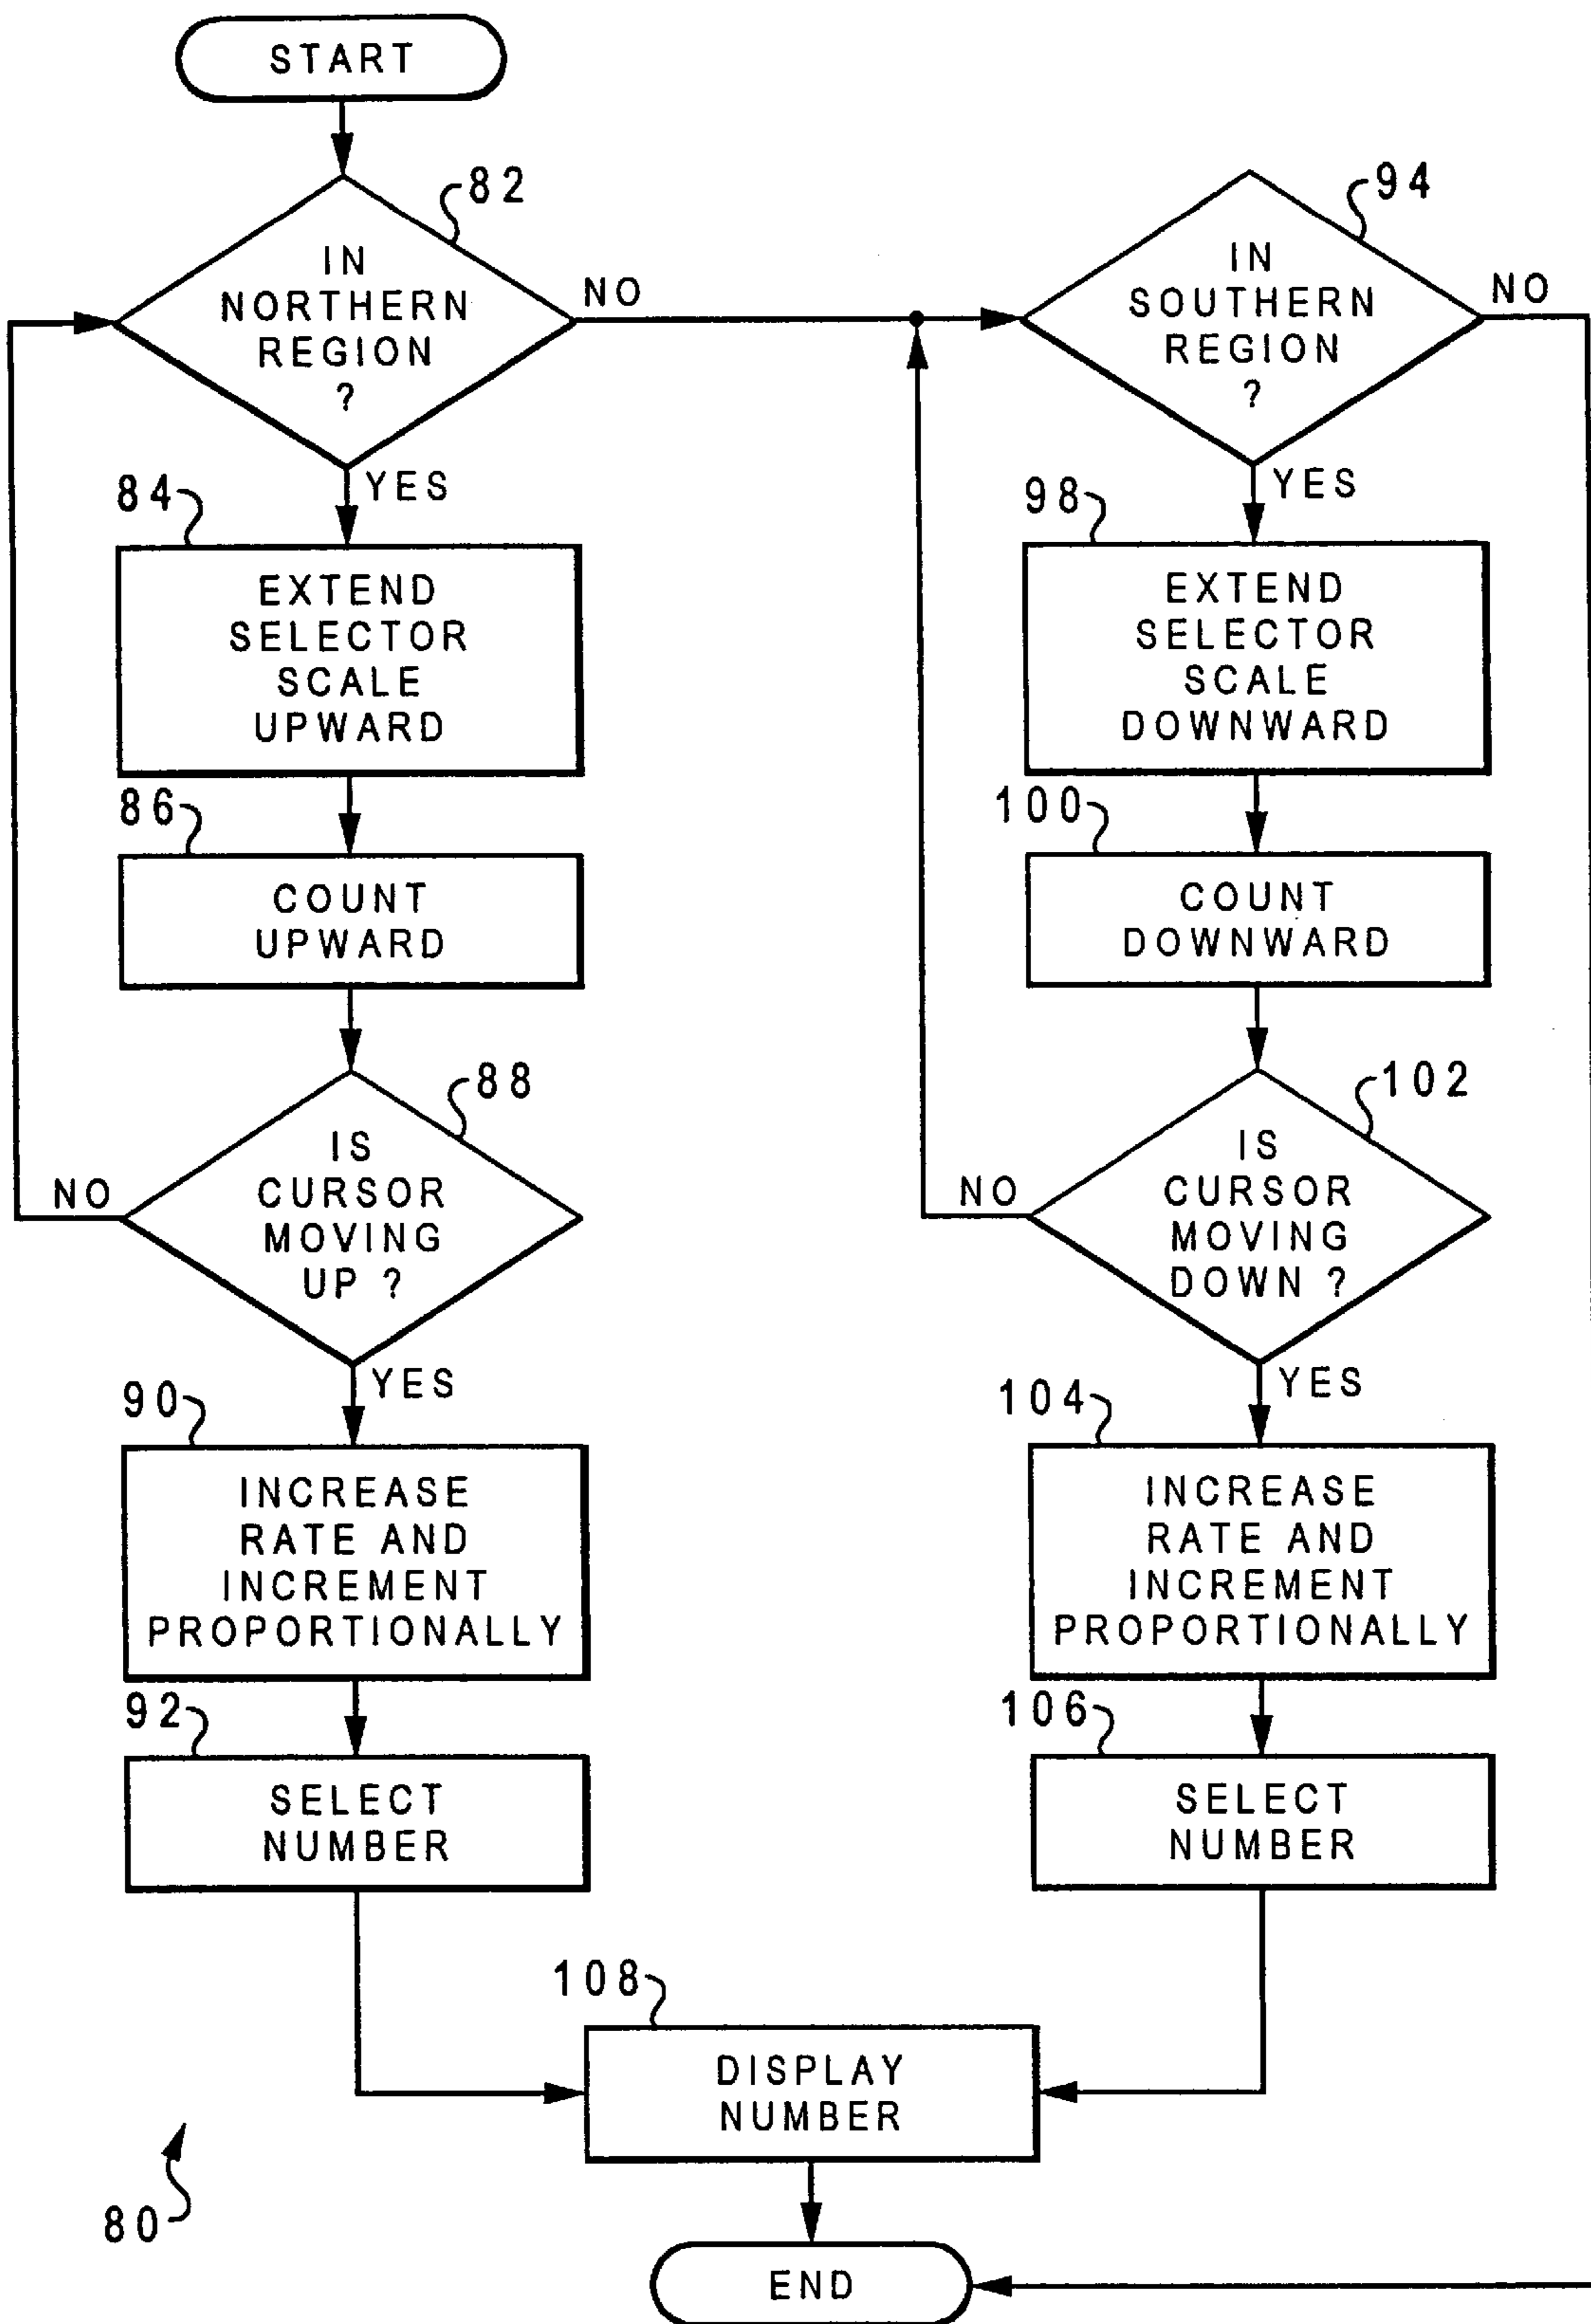 START
82
IN
NORTHERN
REGION
?
NO
YES
84
EXTEND
SELECTOR
SCALE
UPWARD
86
COUNT
UPWARD
88
IS
CURSOR
MOVING
UP ?
NO
YES
90
INCREASE
RATE AND
INCREMENT
PROPORTIONALLY
92
SELECT
NUMBER
94
IN
SOUTHERN
REGION
?
NO
YES
98
EXTEND
SELECTOR
SCALE
DOWNWARD
100
COUNT
DOWNWARD
102
IS
CURSOR
MOVING
DOWN ?
NO
YES
104
INCREASE
RATE AND
INCREMENT
PROPORTIONALLY
106
SELECT
NUMBER
108
DISPLAY
NUMBER
80
END